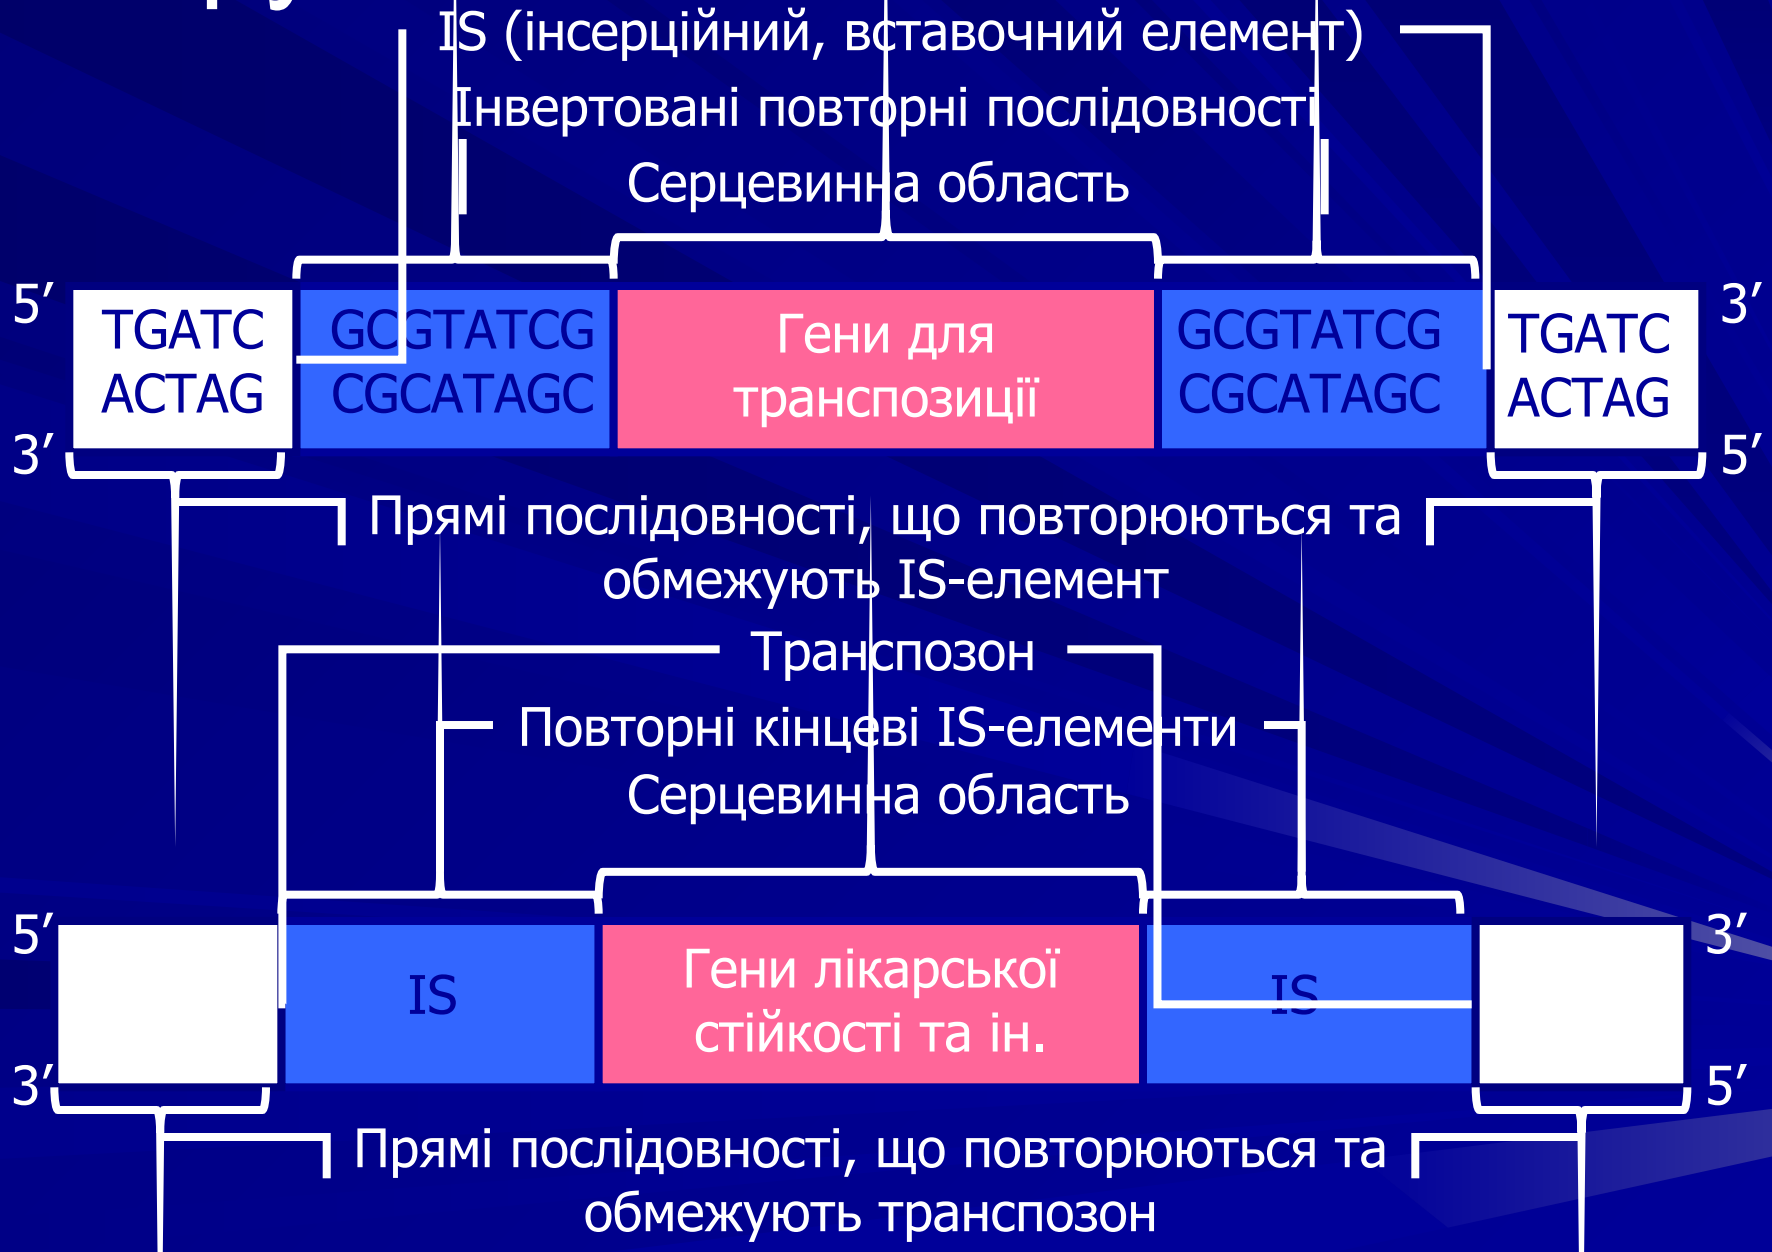 IS (інсерційний, вставочний елемент)
Інвертовані повторні послідовності
Серцевинна область
5′ TGATC GCGTATCG Гени для GCGTATCG TGATC 3′
3′ ACTAG CGCATAGC транспозиції CGCATAGC ACTAG 5′
Прямі послідовності, що повторюються та
обмежують IS-елемент
Транспозон
Повторні кінцеві IS-елементи
Серцевинна область
5′ 3′
IS Гени лікарської IS
стійкості та ін.
3′ 5′
Прямі послідовності, що повторюються та
обмежують транспозон